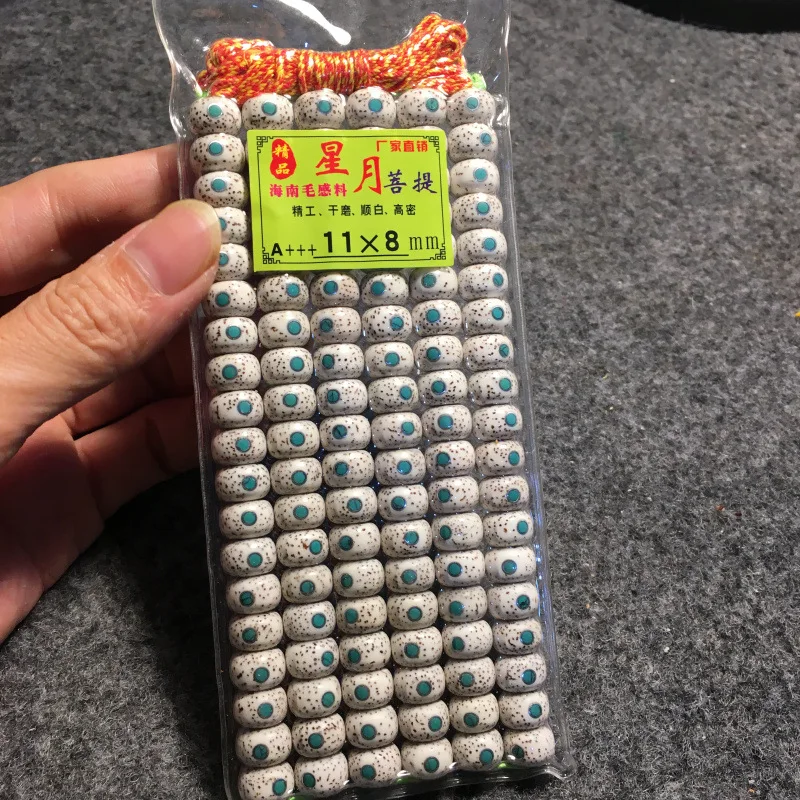 精品
厂家直销
星月菩提
海南毛感料
精工、干磨、顺白、高密
A+++ 11×8 mm